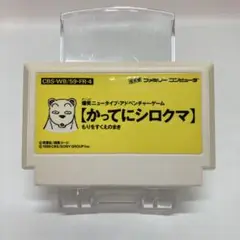 CBS-WB/59-FR-4
ファミリーコンピュータ
爆笑ニュータイプ・アドベンチャーゲーム
【かってにシロクマ】
もりをすくえのまき